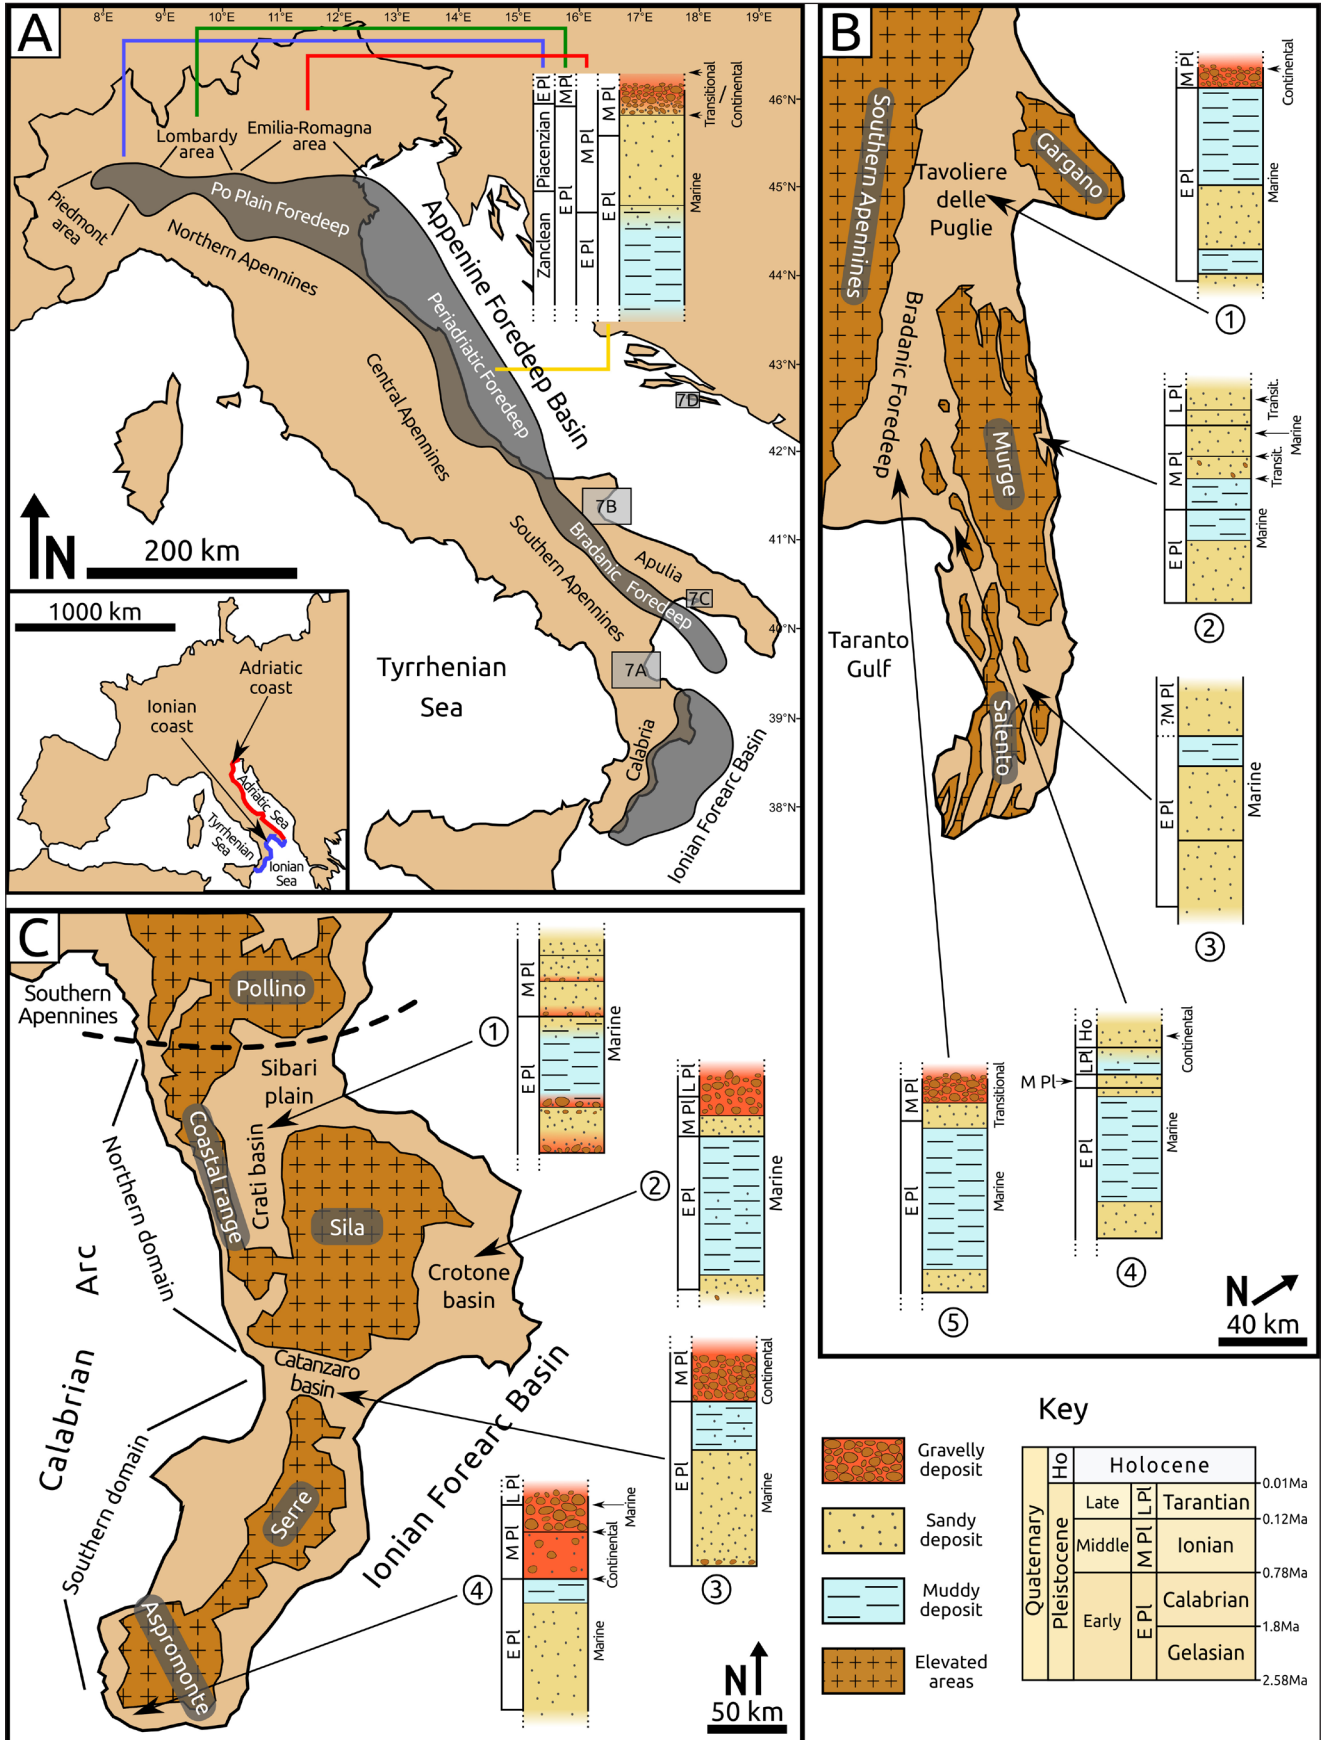 A
8°E
9°E
10°E
11°E
12°E
13°E
14°E
15°E
16°E
17°E
18°E
19°E
46°N
45°N
44°N
43°N
42°N
41°N
40°N
39°N
38°N
Lombardy
area
Emilia-Romagna
area
Piedmont
area
Po Plain Foredeep
Northern Apennines
Appenine Foredeep Basin
Periadriatic Foredeep
Central Apennines
Southern Apennines
Bradanic Foredeep
Apulia
Calabria
Ionian Forearc Basin
Tyrrhenian
Sea
7A
7B
7C
7D
N
200 km
Zanclean
Piacenzian
E Pl
E Pl
M Pl
E Pl
M Pl
E Pl
M Pl
Marine
Transitional
/
Continental
1000 km
Adriatic
coast
Ionian
coast
Adriatic Sea
Tyrrhenian
Sea
Ionian
Sea
B
Southern Apennines
Gargano
Tavoliere
delle
Puglie
Bradanic Foredeep
Murge
Taranto
Gulf
Salento
M Pl
E Pl
Continental
Marine
1
L Pl
M Pl
E Pl
Transit.
Marine
Transit.
Marine
2
?M Pl
E Pl
Marine
3
Ho
LPl
M Pl
E Pl
Continental
Marine
4
M Pl
E Pl
Transitional
Marine
5
N
40 km
C
Southern
Apennines
Pollino
Sibari
plain
Coastal range
Crati basin
Sila
Northern domain
Crotone
basin
Catanzaro
basin
Calabrian Arc
Southern domain
Serre
Aspromonte
Ionian Forearc Basin
1
M Pl
E Pl
Marine
2
L Pl
M Pl
E Pl
Marine
3
M Pl
E Pl
Continental
Marine
4
L Pl
M Pl
E Pl
Marine
Continental
Marine
N
50 km
Key
Gravelly
deposit
Sandy
deposit
Muddy
deposit
Elevated
areas
Quaternary
Ho
Holocene
0.01Ma
Pleistocene
Late
L Pl
Tarantian
0.12Ma
Middle
M Pl
Ionian
0.78Ma
Early
E Pl
Calabrian
1.8Ma
Gelasian
2.58Ma